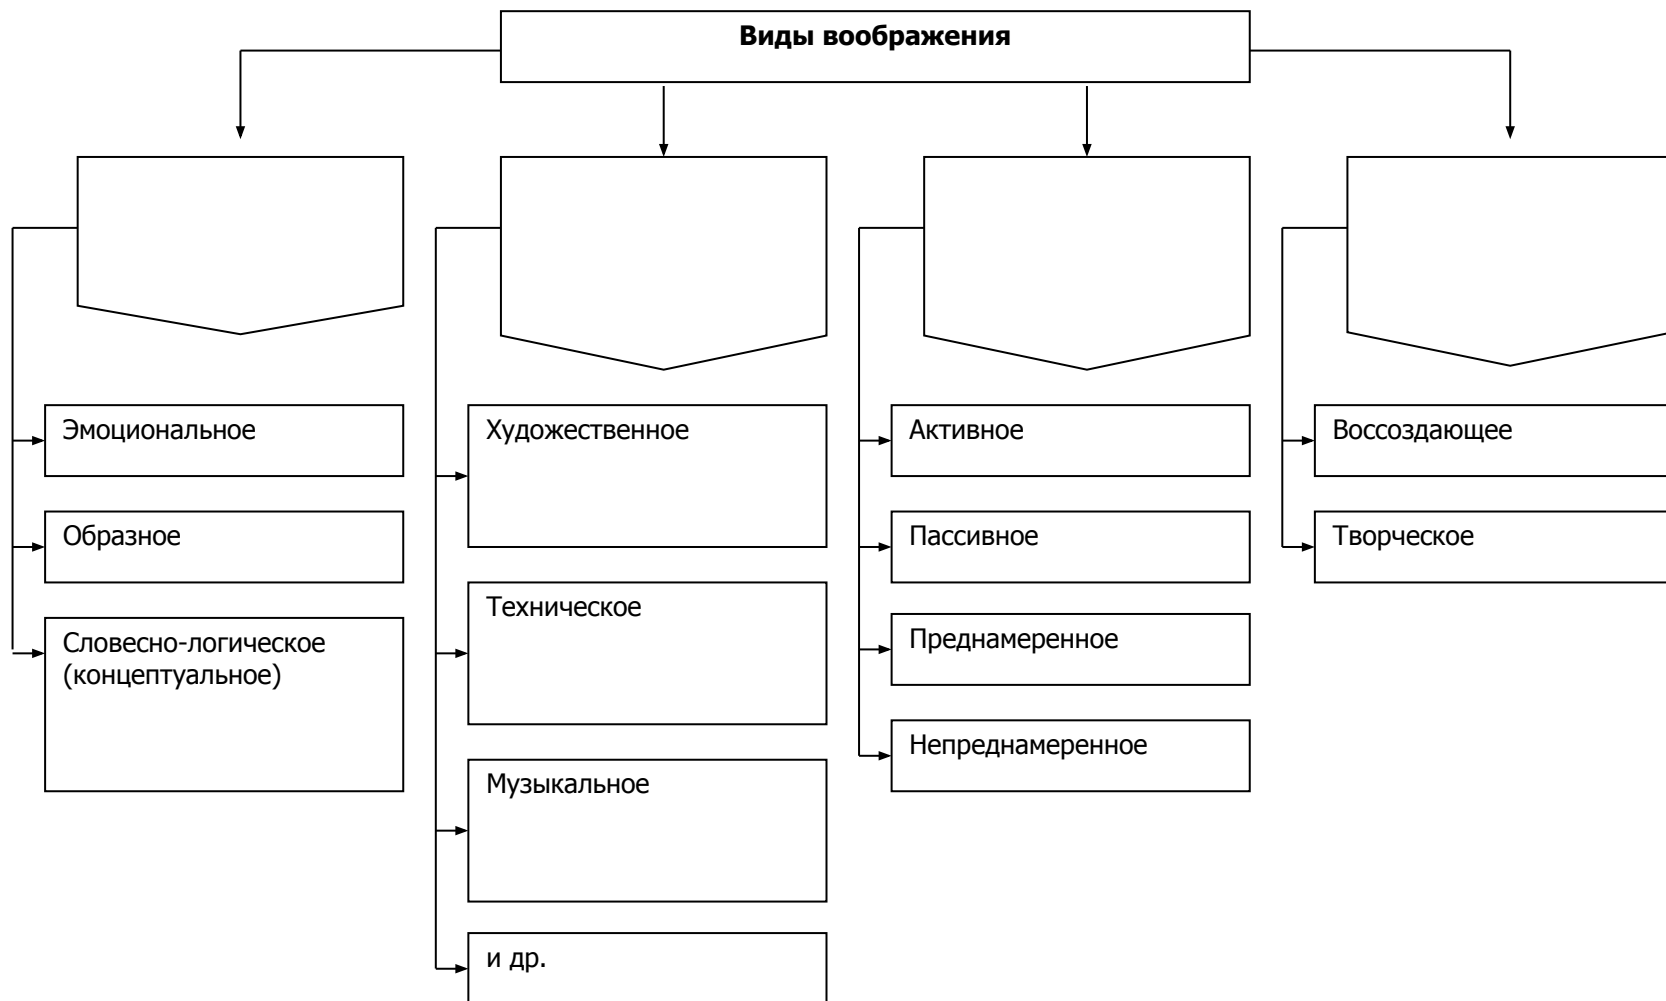 Виды воображения
Эмоциональное
Образное
Словесно-логическое
(концептуальное)
Художественное
Техническое
Музыкальное
и др.
Активное
Пассивное
Преднамеренное
Непреднамеренное
Воссоздающее
Творческое